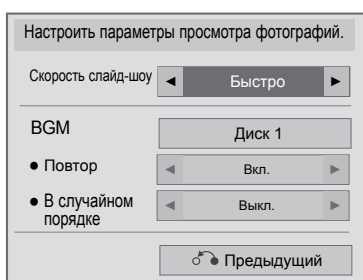 Настроить параметры просмотра фотографий.
Скорость слайд-шоу ◄ Быстро ►
BGM Диск 1
● Повтор ◄ Вкл. ►
● В случайном ◄ Выкл. ►
порядке
Предыдущий